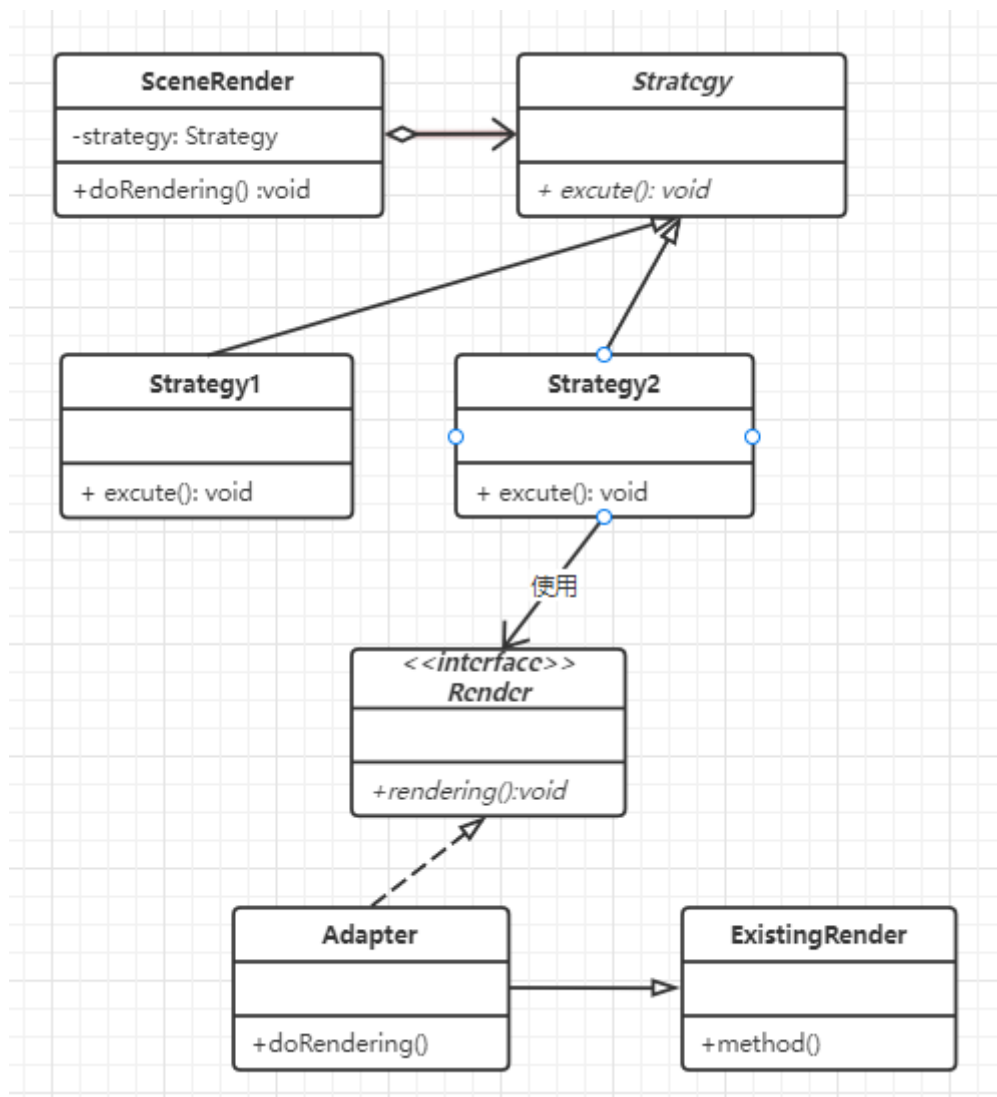 SceneRender
-strategy: Strategy
+doRendering() :void
Strategy
+ excute(): void
Strategy1
+ excute(): void
Strategy2
+ excute(): void
使用
<<interface>>
Render
+rendering():void
Adapter
+doRendering()
ExistingRender
+method()